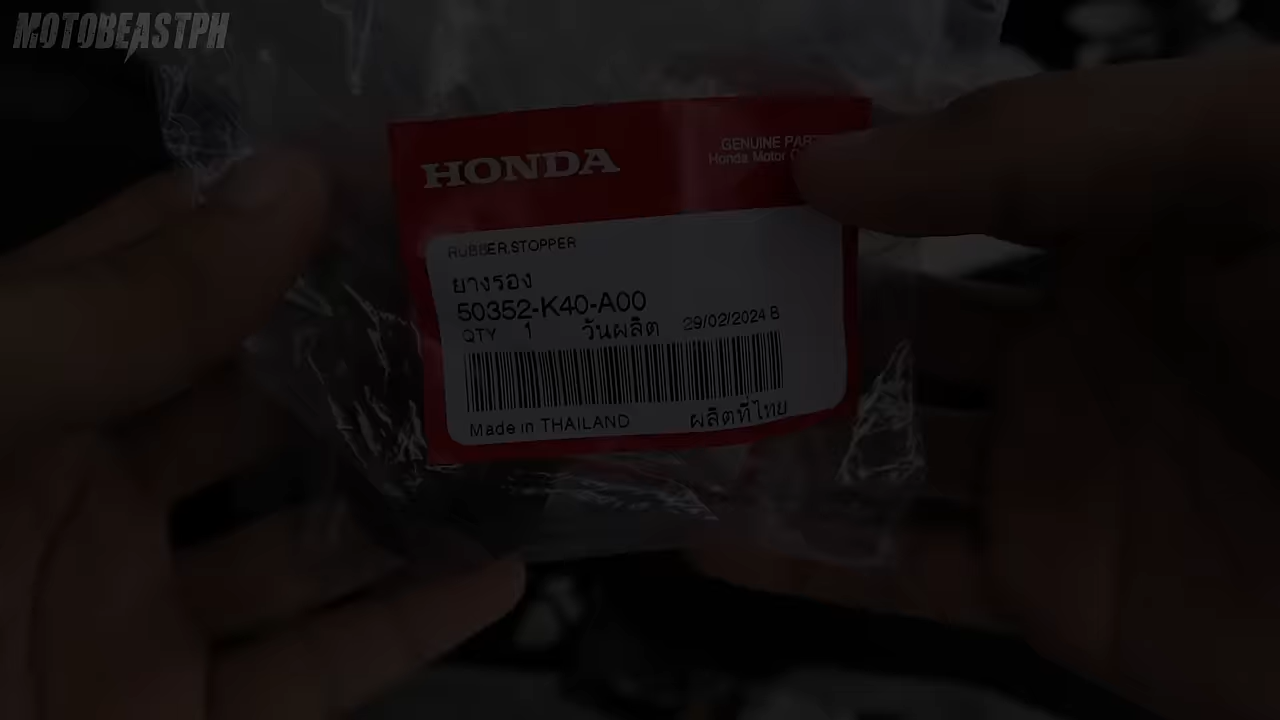 MOTOBEASTPH
HONDA
GENUINE
Honda Motor
RUBBER,STOPPER
ยางรอง
50352-K40-A00
QTY 1 วันผลิต 29/02/2024 B
Made in THAILAND ผลิตที่ไทย